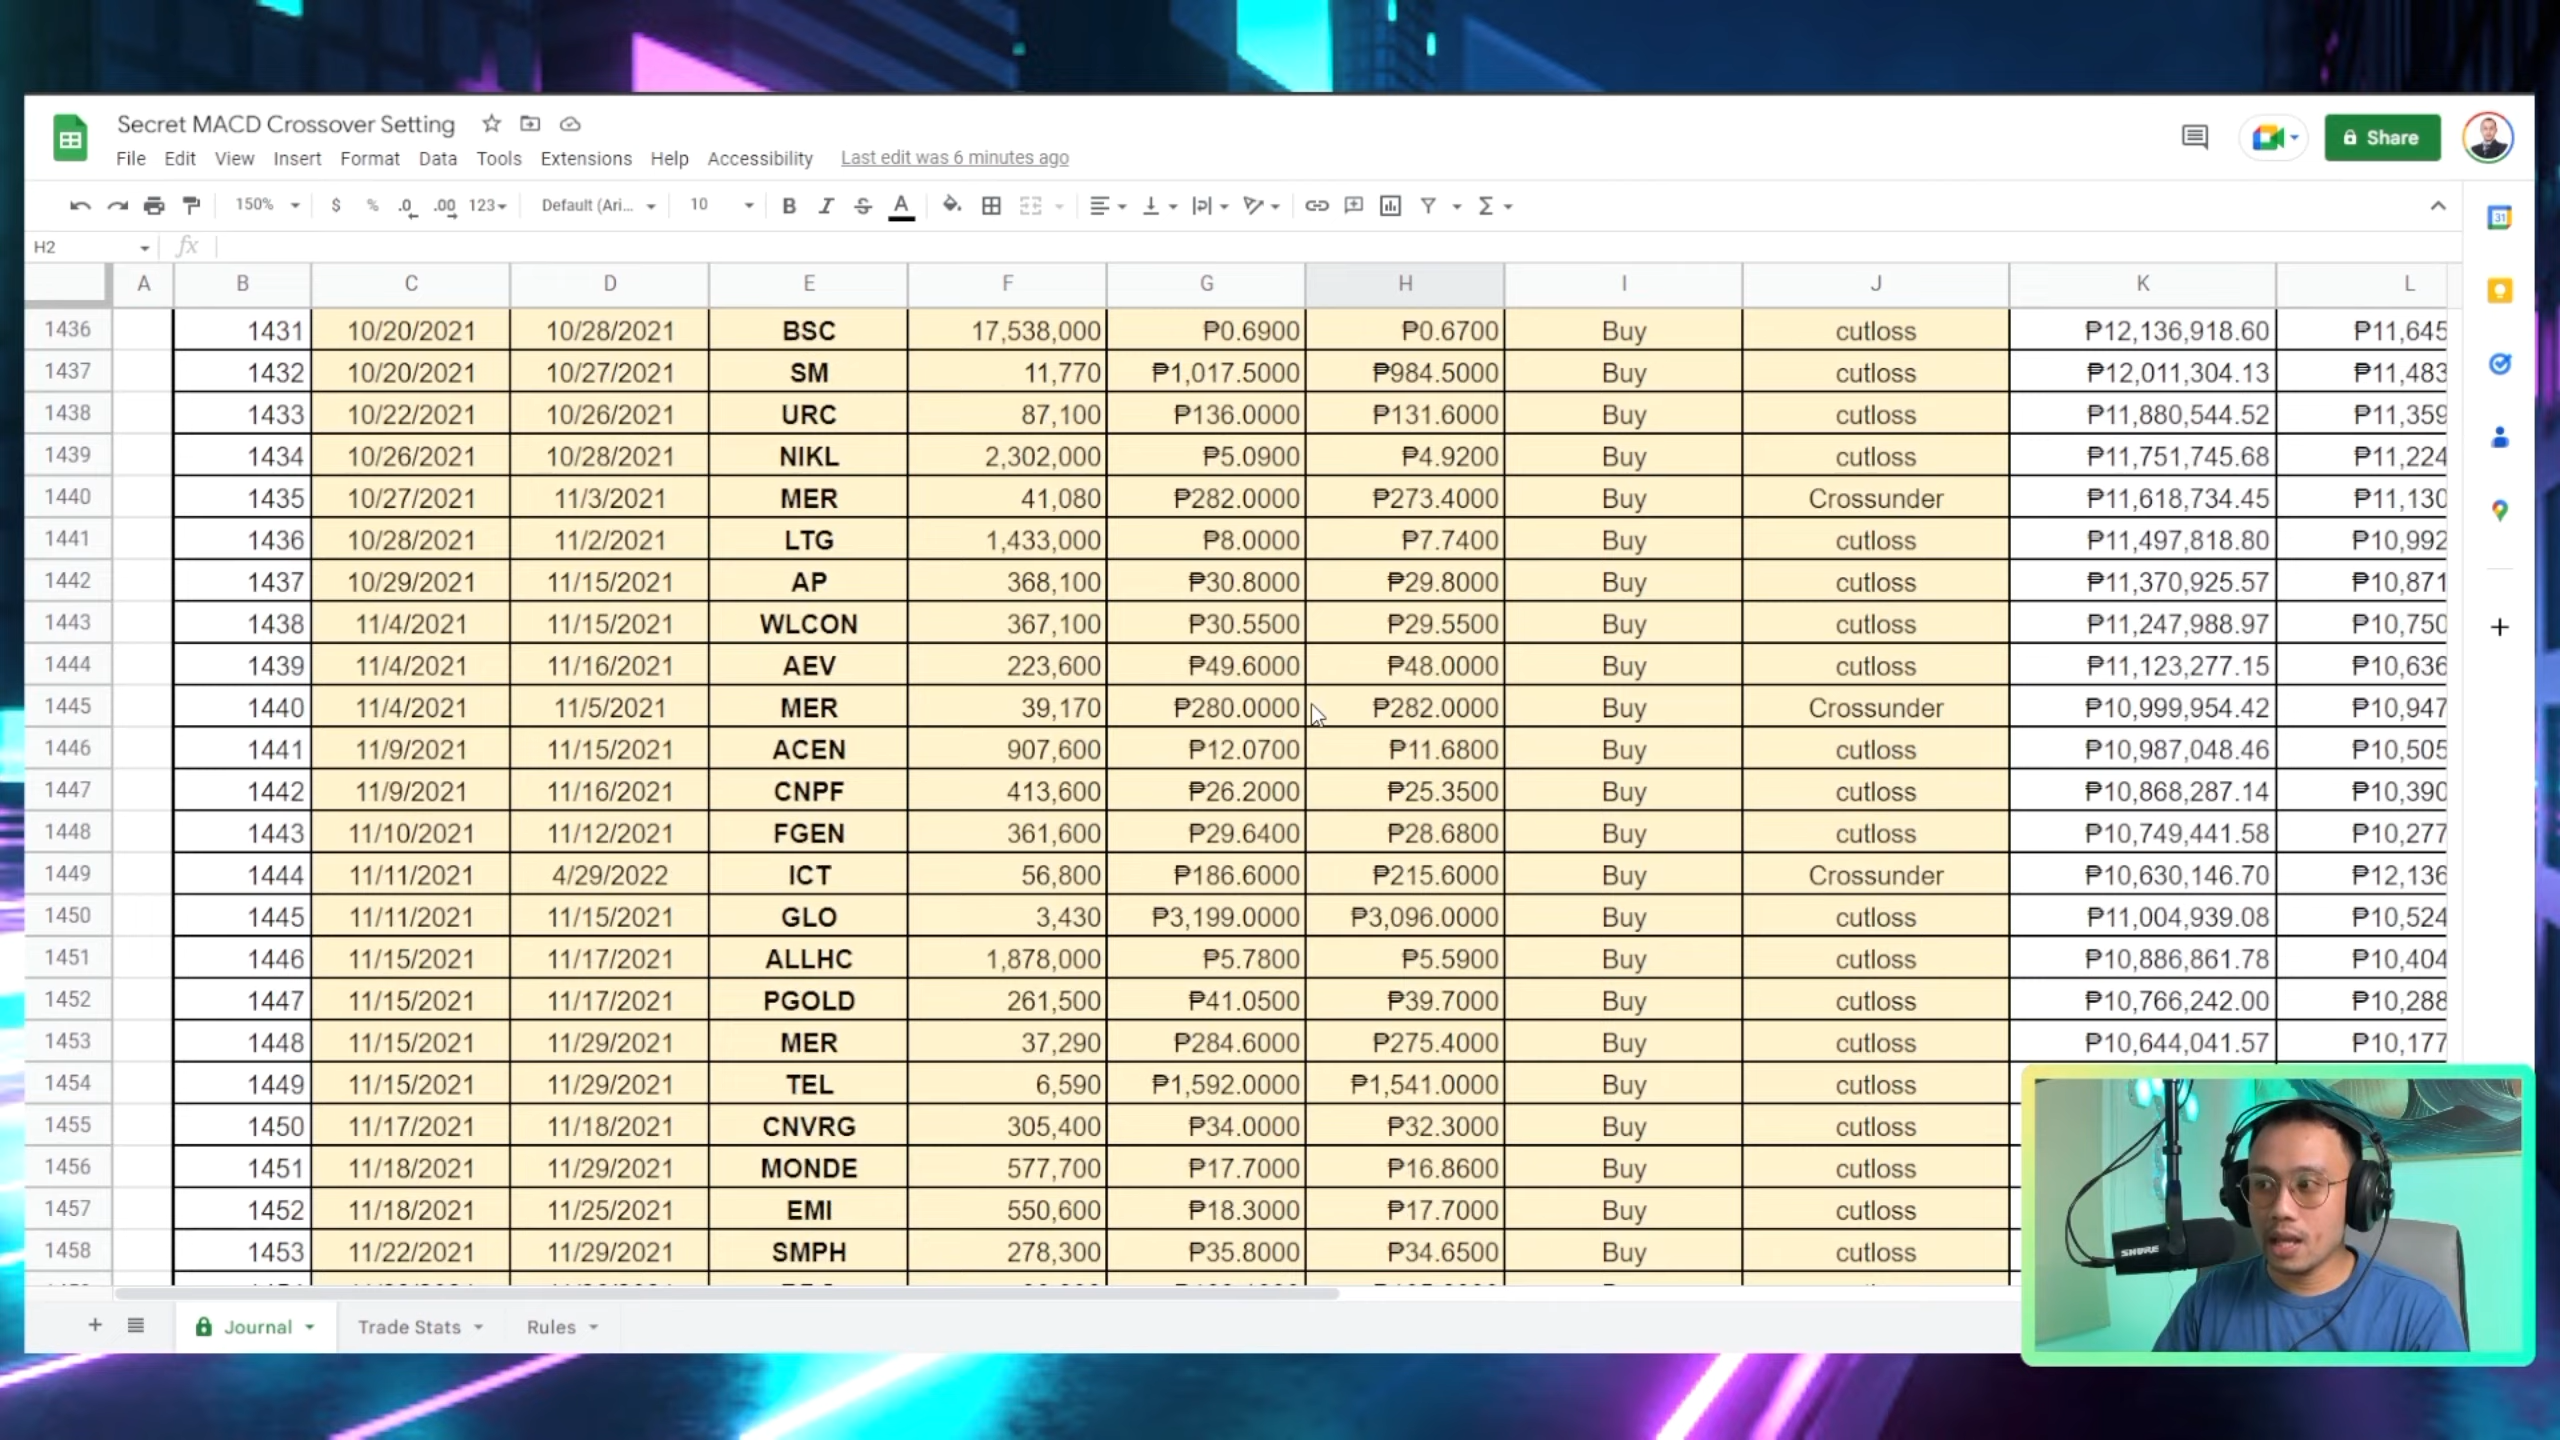 Secret MACD Crossover Setting
File Edit View Insert Format Data Tools Extensions Help Accessibility Last edit was 6 minutes ago
Share
150% $ % .0 .00 123 Default (Ari... 10 B I S A
31
H2 fx
A B C D E F G H I J K L
1436 1431 10/20/2021 10/28/2021 BSC 17,538,000 ₱0.6900 ₱0.6700 Buy cutloss ₱12,136,918.60 ₱11,645
1437 1432 10/20/2021 10/27/2021 SM 11,770 ₱1,017.5000 ₱984.5000 Buy cutloss ₱12,011,304.13 ₱11,483
1438 1433 10/22/2021 10/26/2021 URC 87,100 ₱136.0000 ₱131.6000 Buy cutloss ₱11,880,544.52 ₱11,359
1439 1434 10/26/2021 10/28/2021 NIKL 2,302,000 ₱5.0900 ₱4.9200 Buy cutloss ₱11,751,745.68 ₱11,224
1440 1435 10/27/2021 11/3/2021 MER 41,080 ₱282.0000 ₱273.4000 Buy Crossunder ₱11,618,734.45 ₱11,130
1441 1436 10/28/2021 11/2/2021 LTG 1,433,000 ₱8.0000 ₱7.7400 Buy cutloss ₱11,497,818.80 ₱10,992
1442 1437 10/29/2021 11/15/2021 AP 368,100 ₱30.8000 ₱29.8000 Buy cutloss ₱11,370,925.57 ₱10,871
1443 1438 11/4/2021 11/15/2021 WLCON 367,100 ₱30.5500 ₱29.5500 Buy cutloss ₱11,247,988.97 ₱10,750
1444 1439 11/4/2021 11/16/2021 AEV 223,600 ₱49.6000 ₱48.0000 Buy cutloss ₱11,123,277.15 ₱10,636
1445 1440 11/4/2021 11/5/2021 MER 39,170 ₱280.0000 ₱282.0000 Buy Crossunder ₱10,999,954.42 ₱10,947
1446 1441 11/9/2021 11/15/2021 ACEN 907,600 ₱12.0700 ₱11.6800 Buy cutloss ₱10,987,048.46 ₱10,505
1447 1442 11/9/2021 11/16/2021 CNPF 413,600 ₱26.2000 ₱25.3500 Buy cutloss ₱10,868,287.14 ₱10,390
1448 1443 11/10/2021 11/12/2021 FGEN 361,600 ₱29.6400 ₱28.6800 Buy cutloss ₱10,749,441.58 ₱10,277
1449 1444 11/11/2021 4/29/2022 ICT 56,800 ₱186.6000 ₱215.6000 Buy Crossunder ₱10,630,146.70 ₱12,136
1450 1445 11/11/2021 11/15/2021 GLO 3,430 ₱3,199.0000 ₱3,096.0000 Buy cutloss ₱11,004,939.08 ₱10,524
1451 1446 11/15/2021 11/17/2021 ALLHC 1,878,000 ₱5.7800 ₱5.5900 Buy cutloss ₱10,886,861.78 ₱10,404
1452 1447 11/15/2021 11/17/2021 PGOLD 261,500 ₱41.0500 ₱39.7000 Buy cutloss ₱10,766,242.00 ₱10,288
1453 1448 11/15/2021 11/29/2021 MER 37,290 ₱284.6000 ₱275.4000 Buy cutloss ₱10,644,041.57 ₱10,177
1454 1449 11/15/2021 11/29/2021 TEL 6,590 ₱1,592.0000 ₱1,541.0000 Buy cutloss
1455 1450 11/17/2021 11/18/2021 CNVRG 305,400 ₱34.0000 ₱32.3000 Buy cutloss
1456 1451 11/18/2021 11/29/2021 MONDE 577,700 ₱17.7000 ₱16.8600 Buy cutloss
1457 1452 11/18/2021 11/25/2021 EMI 550,600 ₱18.3000 ₱17.7000 Buy cutloss
1458 1453 11/22/2021 11/29/2021 SMPH 278,300 ₱35.8000 ₱34.6500 Buy cutloss
SHURE
Journal Trade Stats Rules